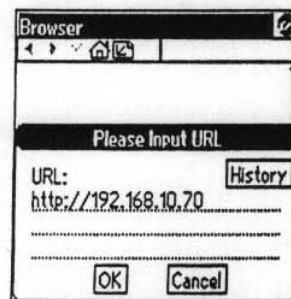 Browser
Please Input URL
URL:
History
http://192.168.10.70
OK
Cancel